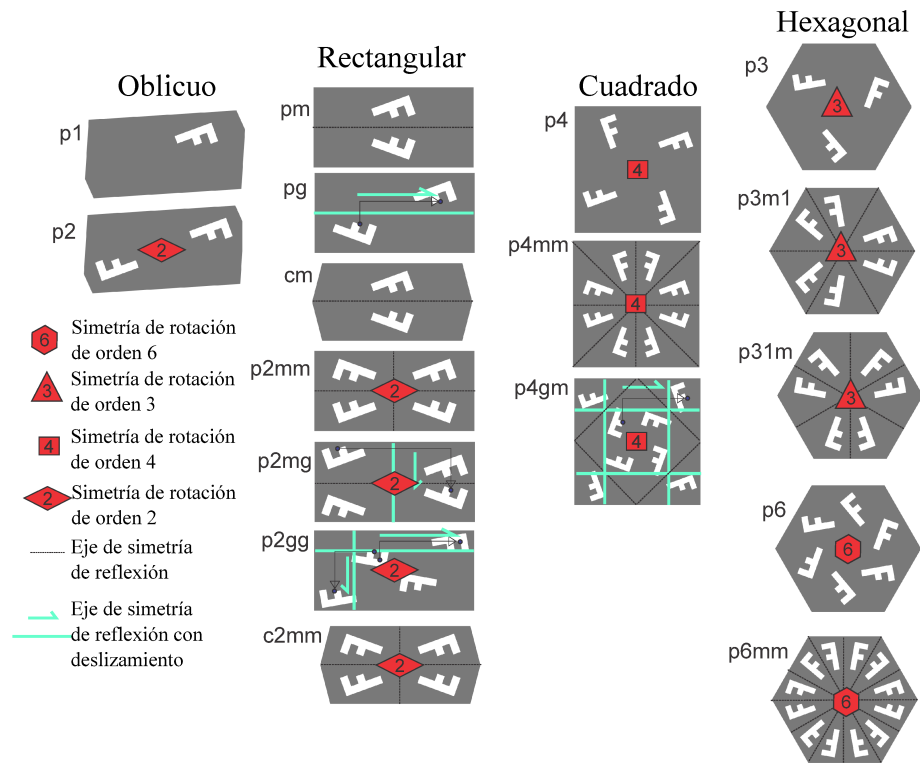 Oblicuo
p1
p2
2
6
Simetría de rotación
de orden 6
3
Simetría de rotación
de orden 3
4
Simetría de rotación
de orden 4
2
Simetría de rotación
de orden 2
Eje de simetría
de reflexión
Eje de simetría
de reflexión con
deslizamiento
Rectangular
pm
F
F
pg
F
F
cm
F
F
p2mm
2
p2mg
2
p2gg
2
c2mm
2
Cuadrado
p4
4
p4mm
4
p4gm
4
Hexagonal
p3
3
p3m1
3
p31m
3
p6
6
p6mm
6